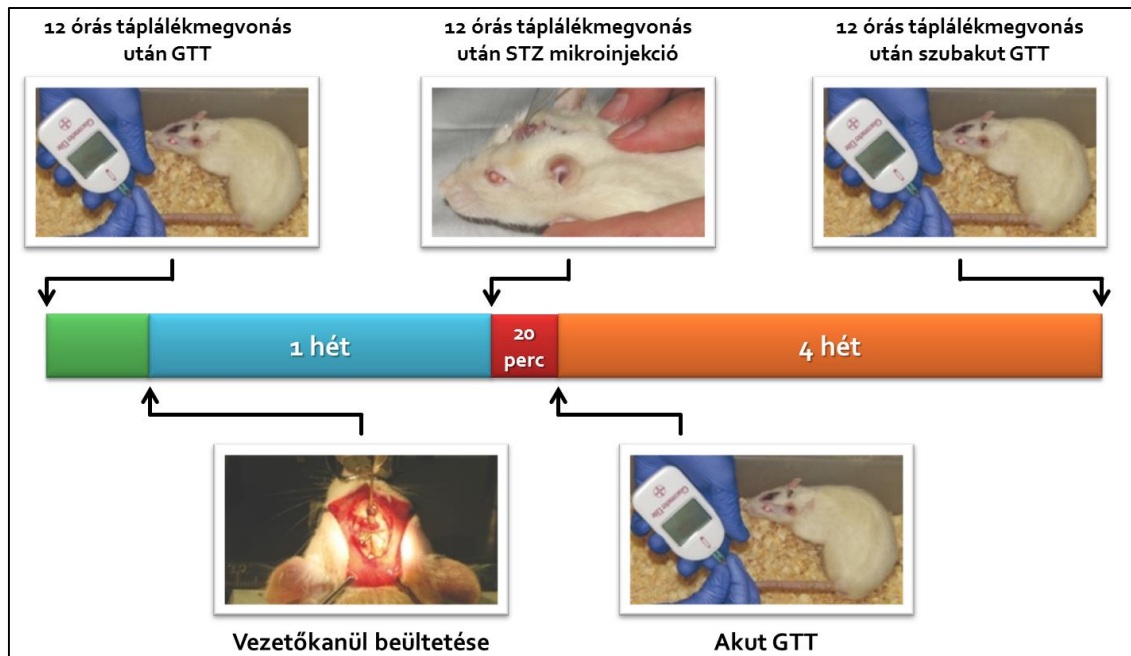 12 órás táplálékmegvonás
után GTT
12 órás táplálékmegvonás
után STZ mikroinjekció
12 órás táplálékmegvonás
után szubakut GTT
1 hét
20
perc
4 hét
Vezetőkanül beültetése
Akut GTT